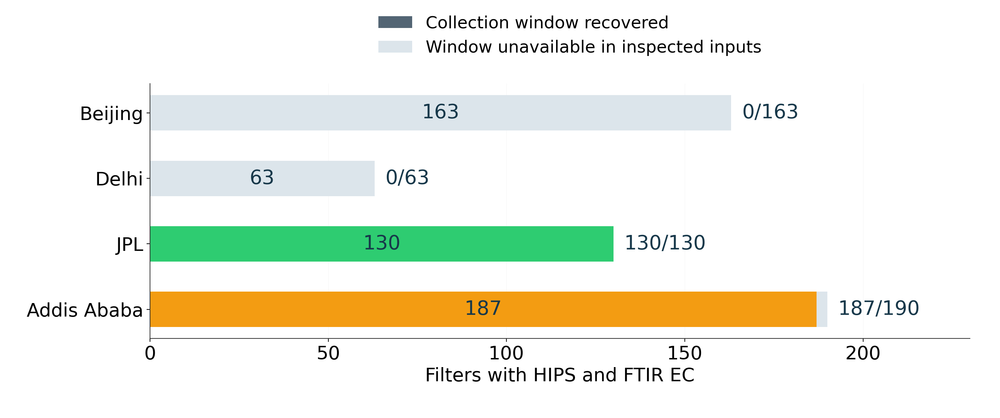 Collection window recovered
Window unavailable in inspected inputs
Beijing 163 0/163
Delhi 63 0/63
JPL 130 130/130
Addis Ababa 187 187/190
0 50 100 150 200
Filters with HIPS and FTIR EC